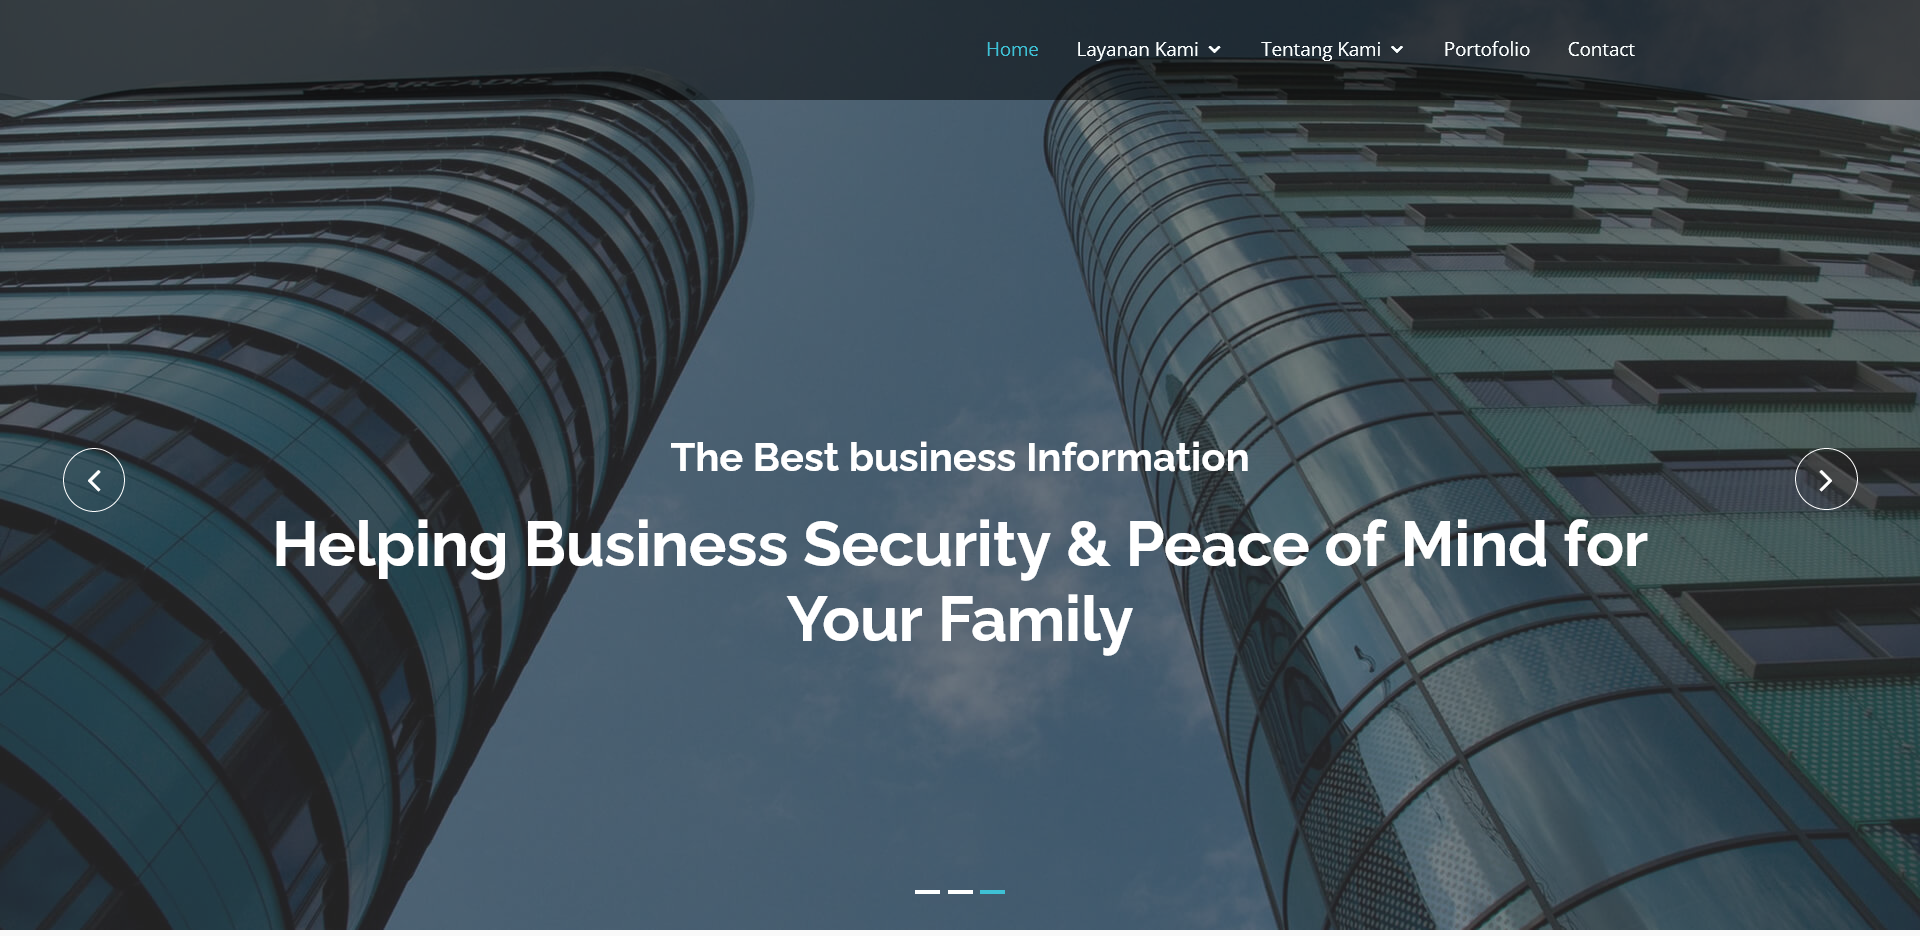 Home Layanan Kami Tentang Kami Portofolio Contact
ARCADIS
The Best business Information
Helping Business Security & Peace of Mind for
Your Family